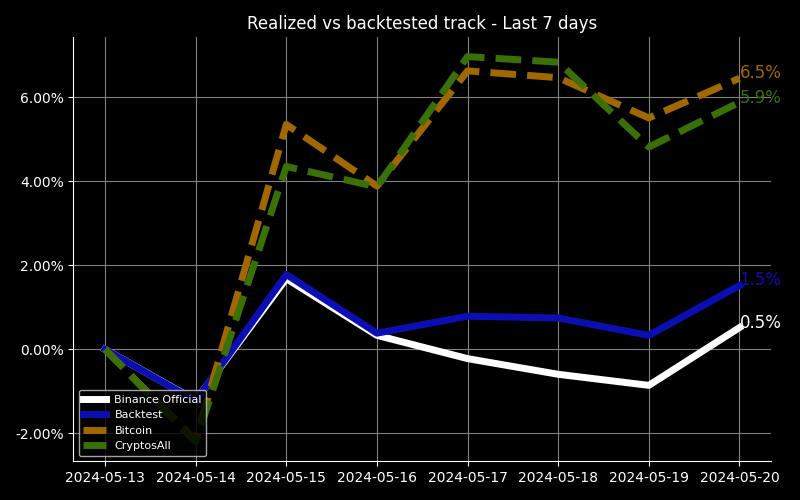 Realized vs backtested track - Last 7 days
6.00%
4.00%
2.00%
0.00%
-2.00%
6.5%
5.9%
1.5%
0.5%
Binance Official
Backtest
Bitcoin
CryptosAll
2024-05-13 2024-05-14 2024-05-15 2024-05-16 2024-05-17 2024-05-18 2024-05-19 2024-05-20